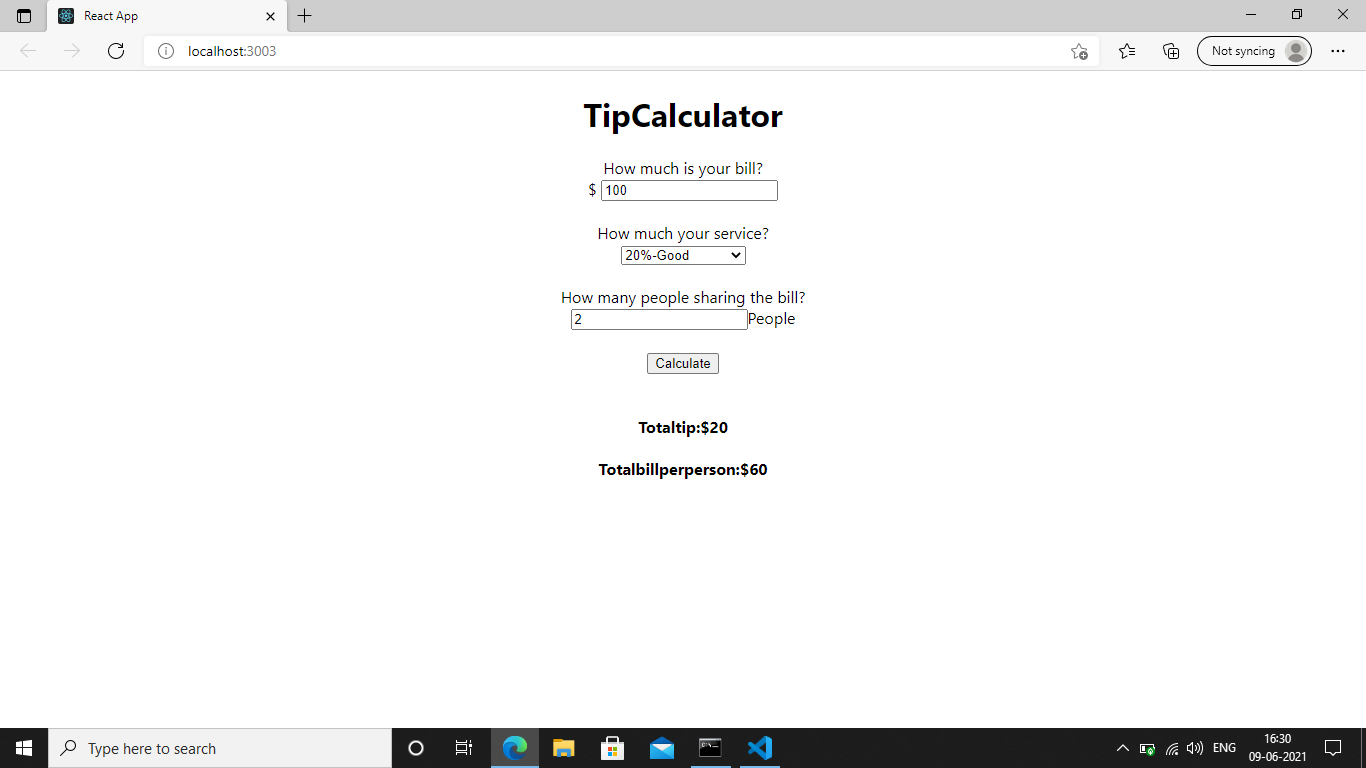 React App
localhost:3003
Not syncing
TipCalculator
How much is your bill?
$ 100
How much your service?
20%-Good
How many people sharing the bill?
2 People
Calculate
Totaltip:$20
Totalbillperperson:$60
Type here to search
ENG
16:30
09-06-2021